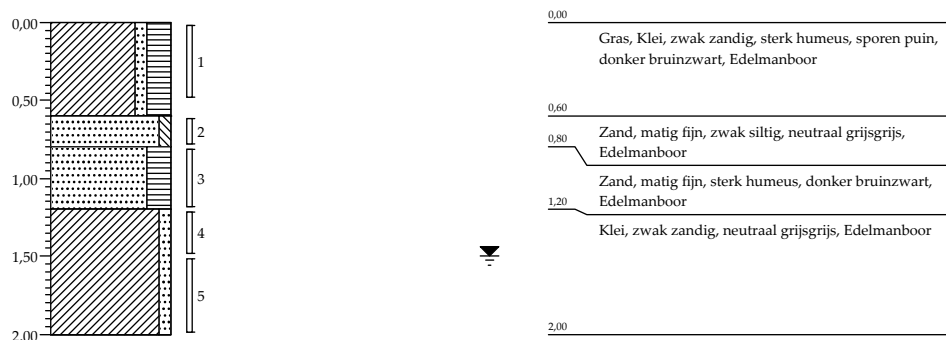 0,00
0,50
1,00
1,50
2,00
1
2
3
4
5
0,00
Gras, Klei, zwak zandig, sterk humeus, sporen puin,
donker bruinzwart, Edelmanboor
0,60
Zand, matig fijn, zwak siltig, neutraal grijsgrijs,
Edelmanboor
0,80
Zand, matig fijn, sterk humeus, donker bruinzwart,
Edelmanboor
1,20
Klei, zwak zandig, neutraal grijsgrijs, Edelmanboor
2,00